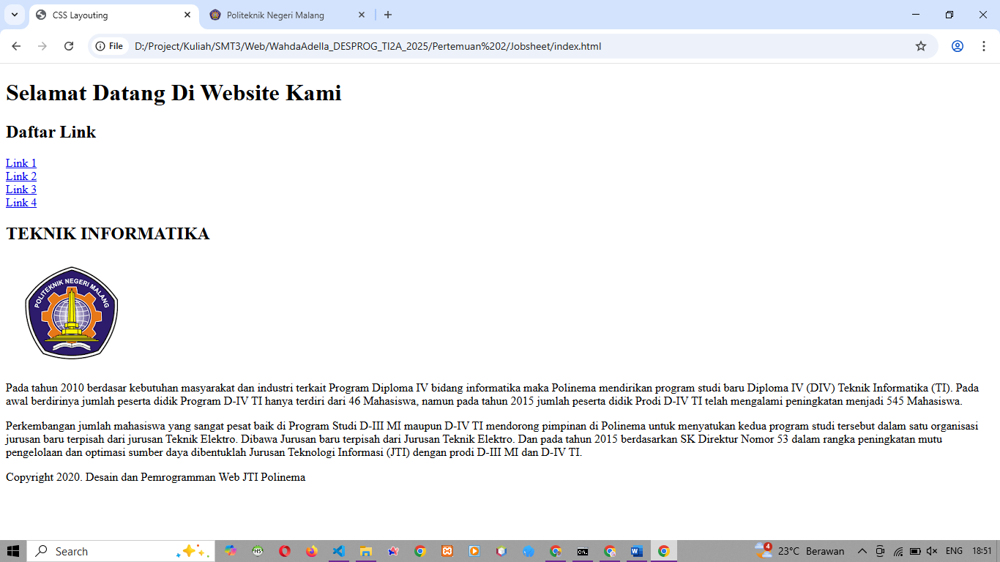 CSS Layouting
Politeknik Negeri Malang
File
D:/Project/Kuliah/SMT3/Web/WahdaAdella_DESPROG_TI2A_2025/Pertemuan%202/Jobsheet/index.html
Selamat Datang Di Website Kami
Daftar Link
Link 1
Link 2
Link 3
Link 4
TEKNIK INFORMATIKA
POLITEKNIK NEGERI MALANG
Pada tahun 2010 berdasar kebutuhan masyarakat dan industri terkait Program Diploma IV bidang informatika maka Polinema mendirikan program studi baru Diploma IV (DIV) Teknik Informatika (TI). Pada
awal berdirinya jumlah peserta didik Program D-IV TI hanya terdiri dari 46 Mahasiswa, namun pada tahun 2015 jumlah peserta didik Prodi D-IV TI telah mengalami peningkatan menjadi 545 Mahasiswa.
Perkembangan jumlah mahasiswa yang sangat pesat baik di Program Studi D-III MI maupun D-IV TI mendorong pimpinan di Polinema untuk menyatukan kedua program studi tersebut dalam satu organisasi
jurusan baru terpisah dari jurusan Teknik Elektro. Dibawa Jurusan baru terpisah dari Jurusan Teknik Elektro. Dan pada tahun 2015 berdasarkan SK Direktur Nomor 53 dalam rangka peningkatan mutu
pengelolaan dan optimasi sumber daya dibentuklah Jurusan Teknologi Informasi (JTI) dengan prodi D-III MI dan D-IV TI.
Copyright 2020. Desain dan Pemrogramman Web JTI Polinema
Search
HS
4
23°C Berawan
ENG
18:51